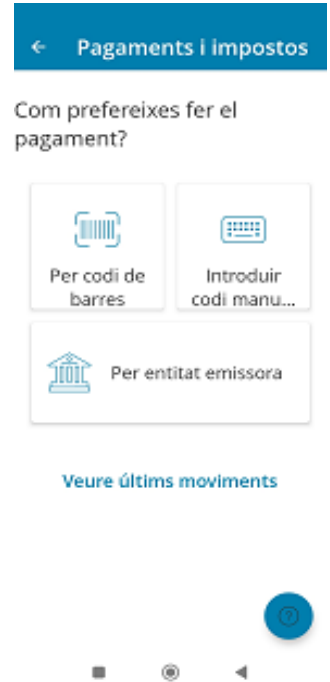 Pagaments i impostos
Com prefereixes fer el
pagament?
Per codi de
barres
Introduir
codi manu...
Per entitat emissora
Veure últims moviments
?